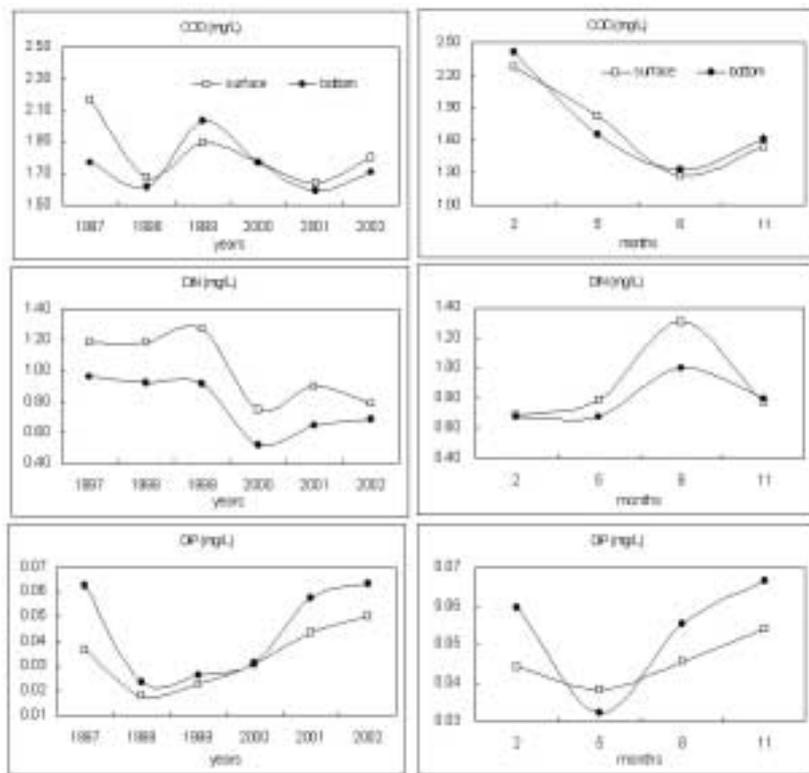 COD (mg/L)
2.50
2.30
2.10
1.90
1.70
1.50
surface
bottom
1997 1998 1999 2000 2001 2002
years
COD (mg/L)
2.50
2.30
1.90
1.60
1.30
1.00
surface
bottom
2 5 8 11
months
DIN (mg/L)
1.40
1.20
1.00
0.80
0.60
0.40
1997 1998 1999 2000 2001 2002
years
DIN (mg/L)
1.40
1.20
1.00
0.80
0.60
0.40
2 5 8 11
months
DIP (mg/L)
0.07
0.06
0.05
0.04
0.03
0.02
0.01
1997 1998 1999 2000 2001 2002
years
DIP (mg/L)
0.07
0.06
0.05
0.04
0.03
2 5 8 11
months